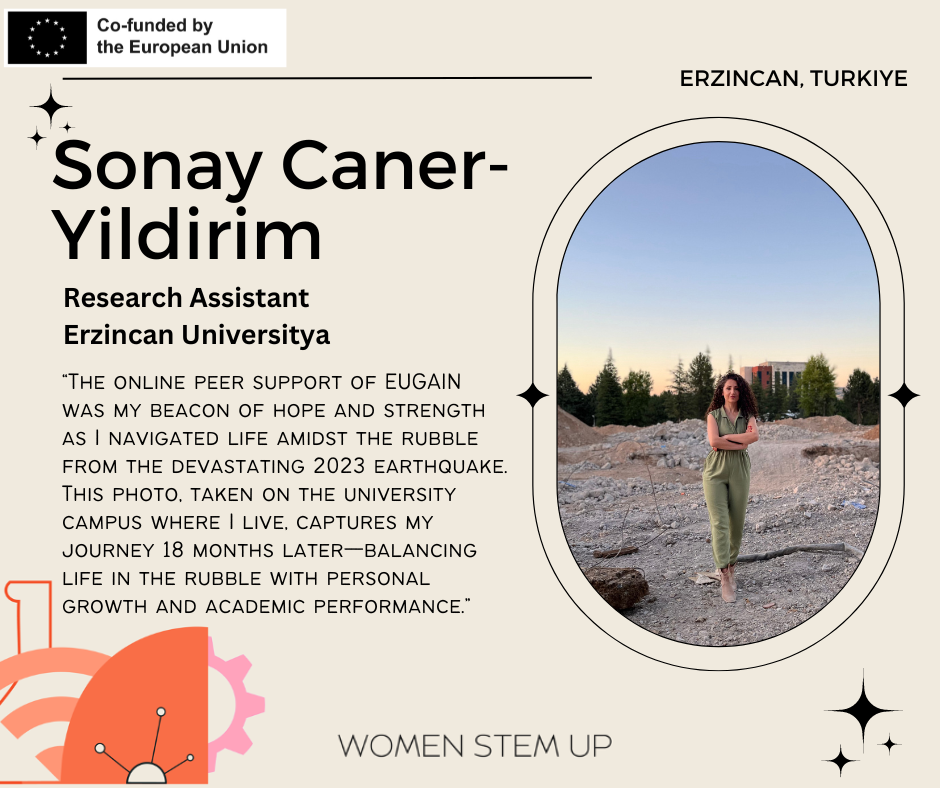 Co-funded by
the European Union
ERZINCAN, TURKIYE
Sonay Caner-
Yildirim
Research Assistant
Erzincan Universitya
“The online peer support of EUGAIN
was my beacon of hope and strength
as I navigated life amidst the rubble
from the devastating 2023 earthquake.
This photo, taken on the university
campus where I live, captures my
journey 18 months later—balancing
life in the rubble with personal
growth and academic performance.”
WOMEN STEM UP